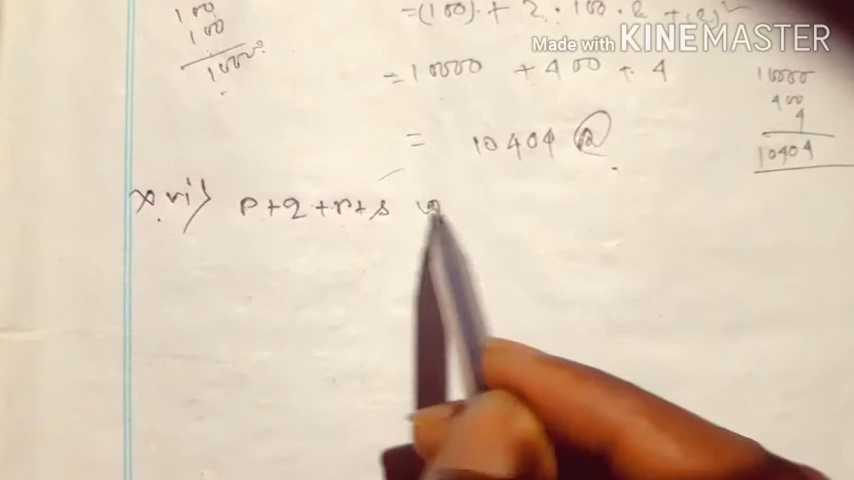 100
100
10000
=(100)² + 2·100·2 + (2)²
=10000 + 400 + 4
= 10404
10000
400
4
10404
xvi) p+q+r+s
Made with KINEMASTER